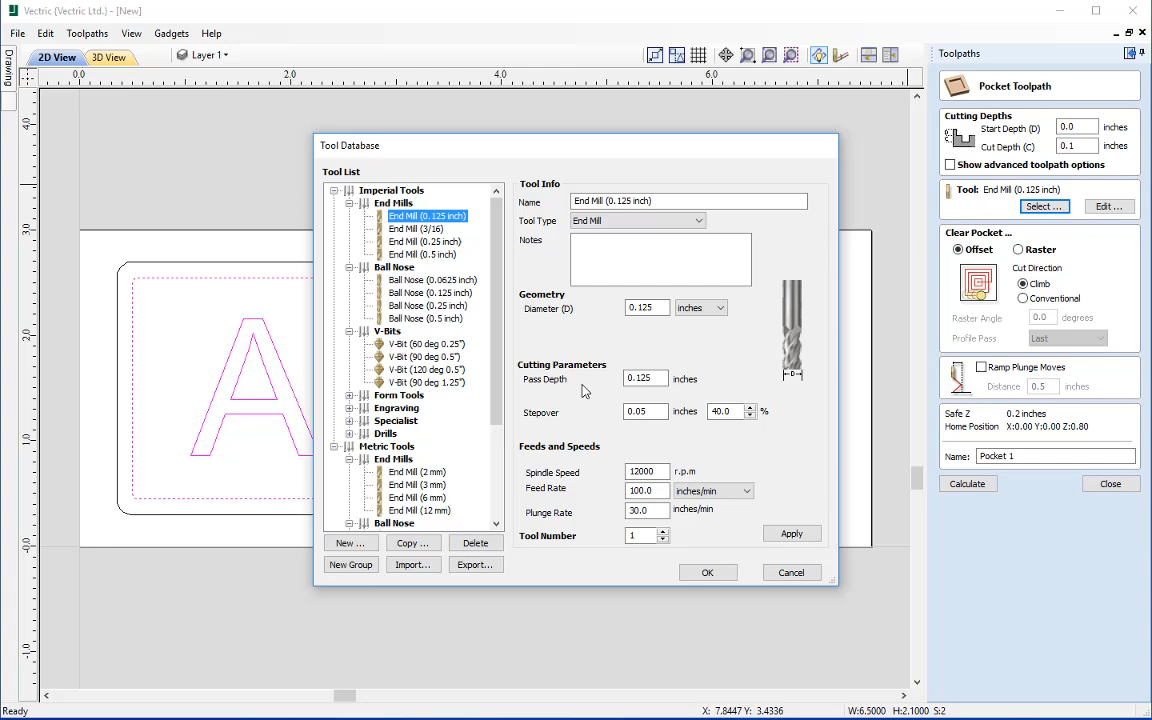 Vectric (Vectric Ltd.) - [New]
File Edit Toolpaths View Gadgets Help
Drawing
2D View 3D View Layer 1
0.0 2.0 4.0 6.0
4.0
3.0
2.0
1.0
-0.0
-1.0
A
Tool Database
Tool List
Imperial Tools
End Mills
End Mill (0.125 inch)
End Mill (3/16)
End Mill (0.25 inch)
End Mill (0.5 inch)
Ball Nose
Ball Nose (0.0625 inch)
Ball Nose (0.125 inch)
Ball Nose (0.25 inch)
Ball Nose (0.5 inch)
V-Bits
V-Bit (60 deg 0.25")
V-Bit (90 deg 0.5")
V-Bit (120 deg 0.5")
V-Bit (90 deg 1.25")
Form Tools
Engraving
Specialist
Drills
Metric Tools
End Mills
End Mill (2 mm)
End Mill (3 mm)
End Mill (6 mm)
End Mill (12 mm)
Ball Nose
New ... Copy ... Delete
New Group Import... Export...
Tool Info
Name End Mill (0.125 inch)
Tool Type End Mill
Notes
Geometry
Diameter (D) 0.125 inches
D
Cutting Parameters
Pass Depth 0.125 inches
Stepover 0.05 inches 40.0 %
Feeds and Speeds
Spindle Speed 12000 r.p.m
Feed Rate 100.0 inches/min
Plunge Rate 30.0 inches/min
Tool Number 1
Apply
OK Cancel
Toolpaths
Pocket Toolpath
Cutting Depths
Start Depth (D) 0.0 inches
Cut Depth (C) 0.1 inches
Show advanced toolpath options
Tool: End Mill (0.125 inch)
Select ... Edit ...
Clear Pocket ...
Offset Raster
Cut Direction
Climb
Conventional
Raster Angle 0.0 degrees
Profile Pass Last
Ramp Plunge Moves
Distance 0.5 inches
Safe Z 0.2 inches
Home Position X:0.00 Y:0.00 Z:0.80
Name: Pocket 1
Calculate Close
Ready X: 7.8447 Y: 3.4336 W:6.5000 H:2.1000 S:2